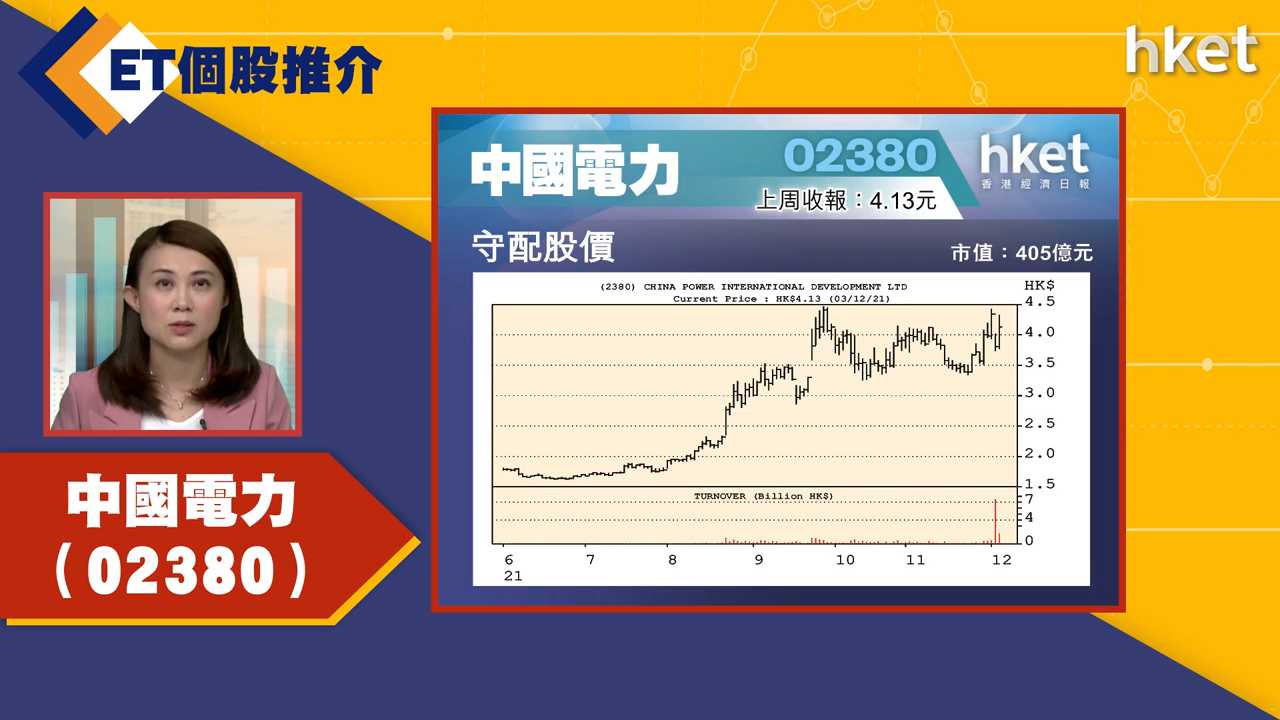 ET個股推介
hket
中國電力
02380
hket
香港經濟日報
上周收報：4.13元
守配股價
市值：405億元
(2380) CHINA POWER INTERNATIONAL DEVELOPMENT LTD
Current Price : HK$4.13 (03/12/21)
HK$
4.5
4.0
3.5
3.0
2.5
2.0
1.5
TURNOVER (Billion HK$)
7
4
0
6 7 8 9 10 11 12
21
中國電力
(02380)